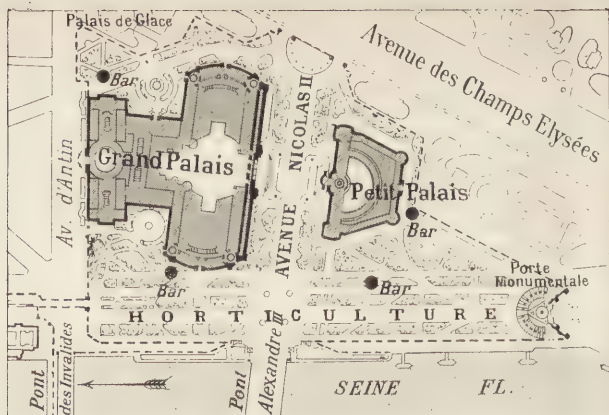 Palais de Glace
Avenue des Champs Elysées
Bar
NICOLAS II
Grand Palais
Av. d'Antin
Petit Palais
Bar
AVENUE
Bar
Bar
Porte
Monumentale
HORTICULTURE
Pont
des Invalides
Pont
Alexandre III
SEINE FL.